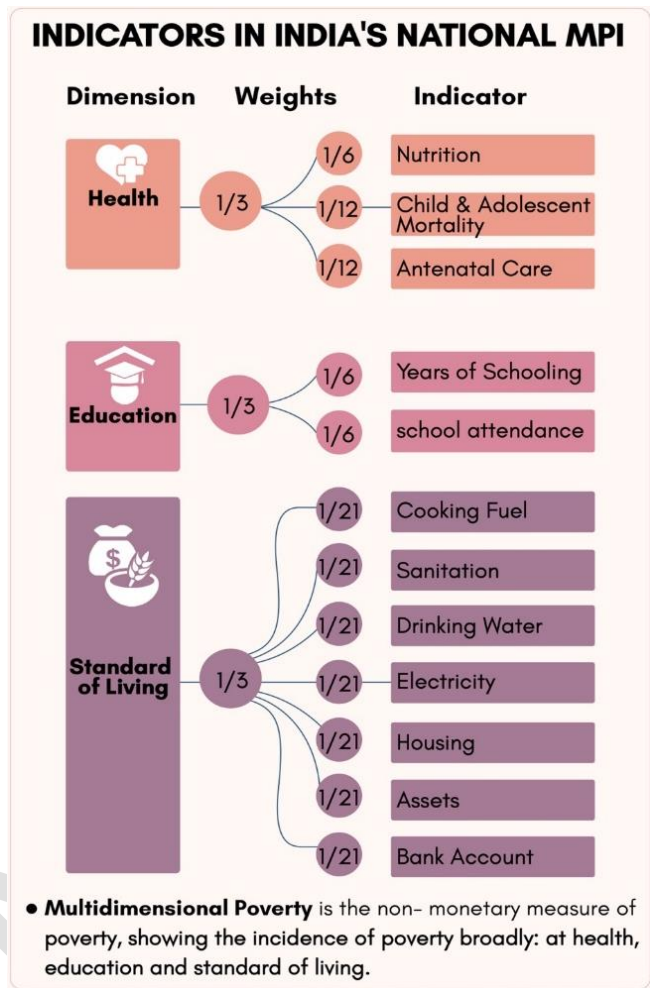 INDICATORS IN INDIA'S NATIONAL MPI
Dimension Weights Indicator
Health
1/3
1/6 Nutrition
1/12 Child & Adolescent
Mortality
1/12 Antenatal Care
Education
1/3
1/6 Years of Schooling
1/6 school attendance
$
Standard
of Living
1/3
1/21 Cooking Fuel
1/21 Sanitation
1/21 Drinking Water
1/21 Electricity
1/21 Housing
1/21 Assets
1/21 Bank Account
• Multidimensional Poverty is the non- monetary measure of
poverty, showing the incidence of poverty broadly: at health,
education and standard of living.